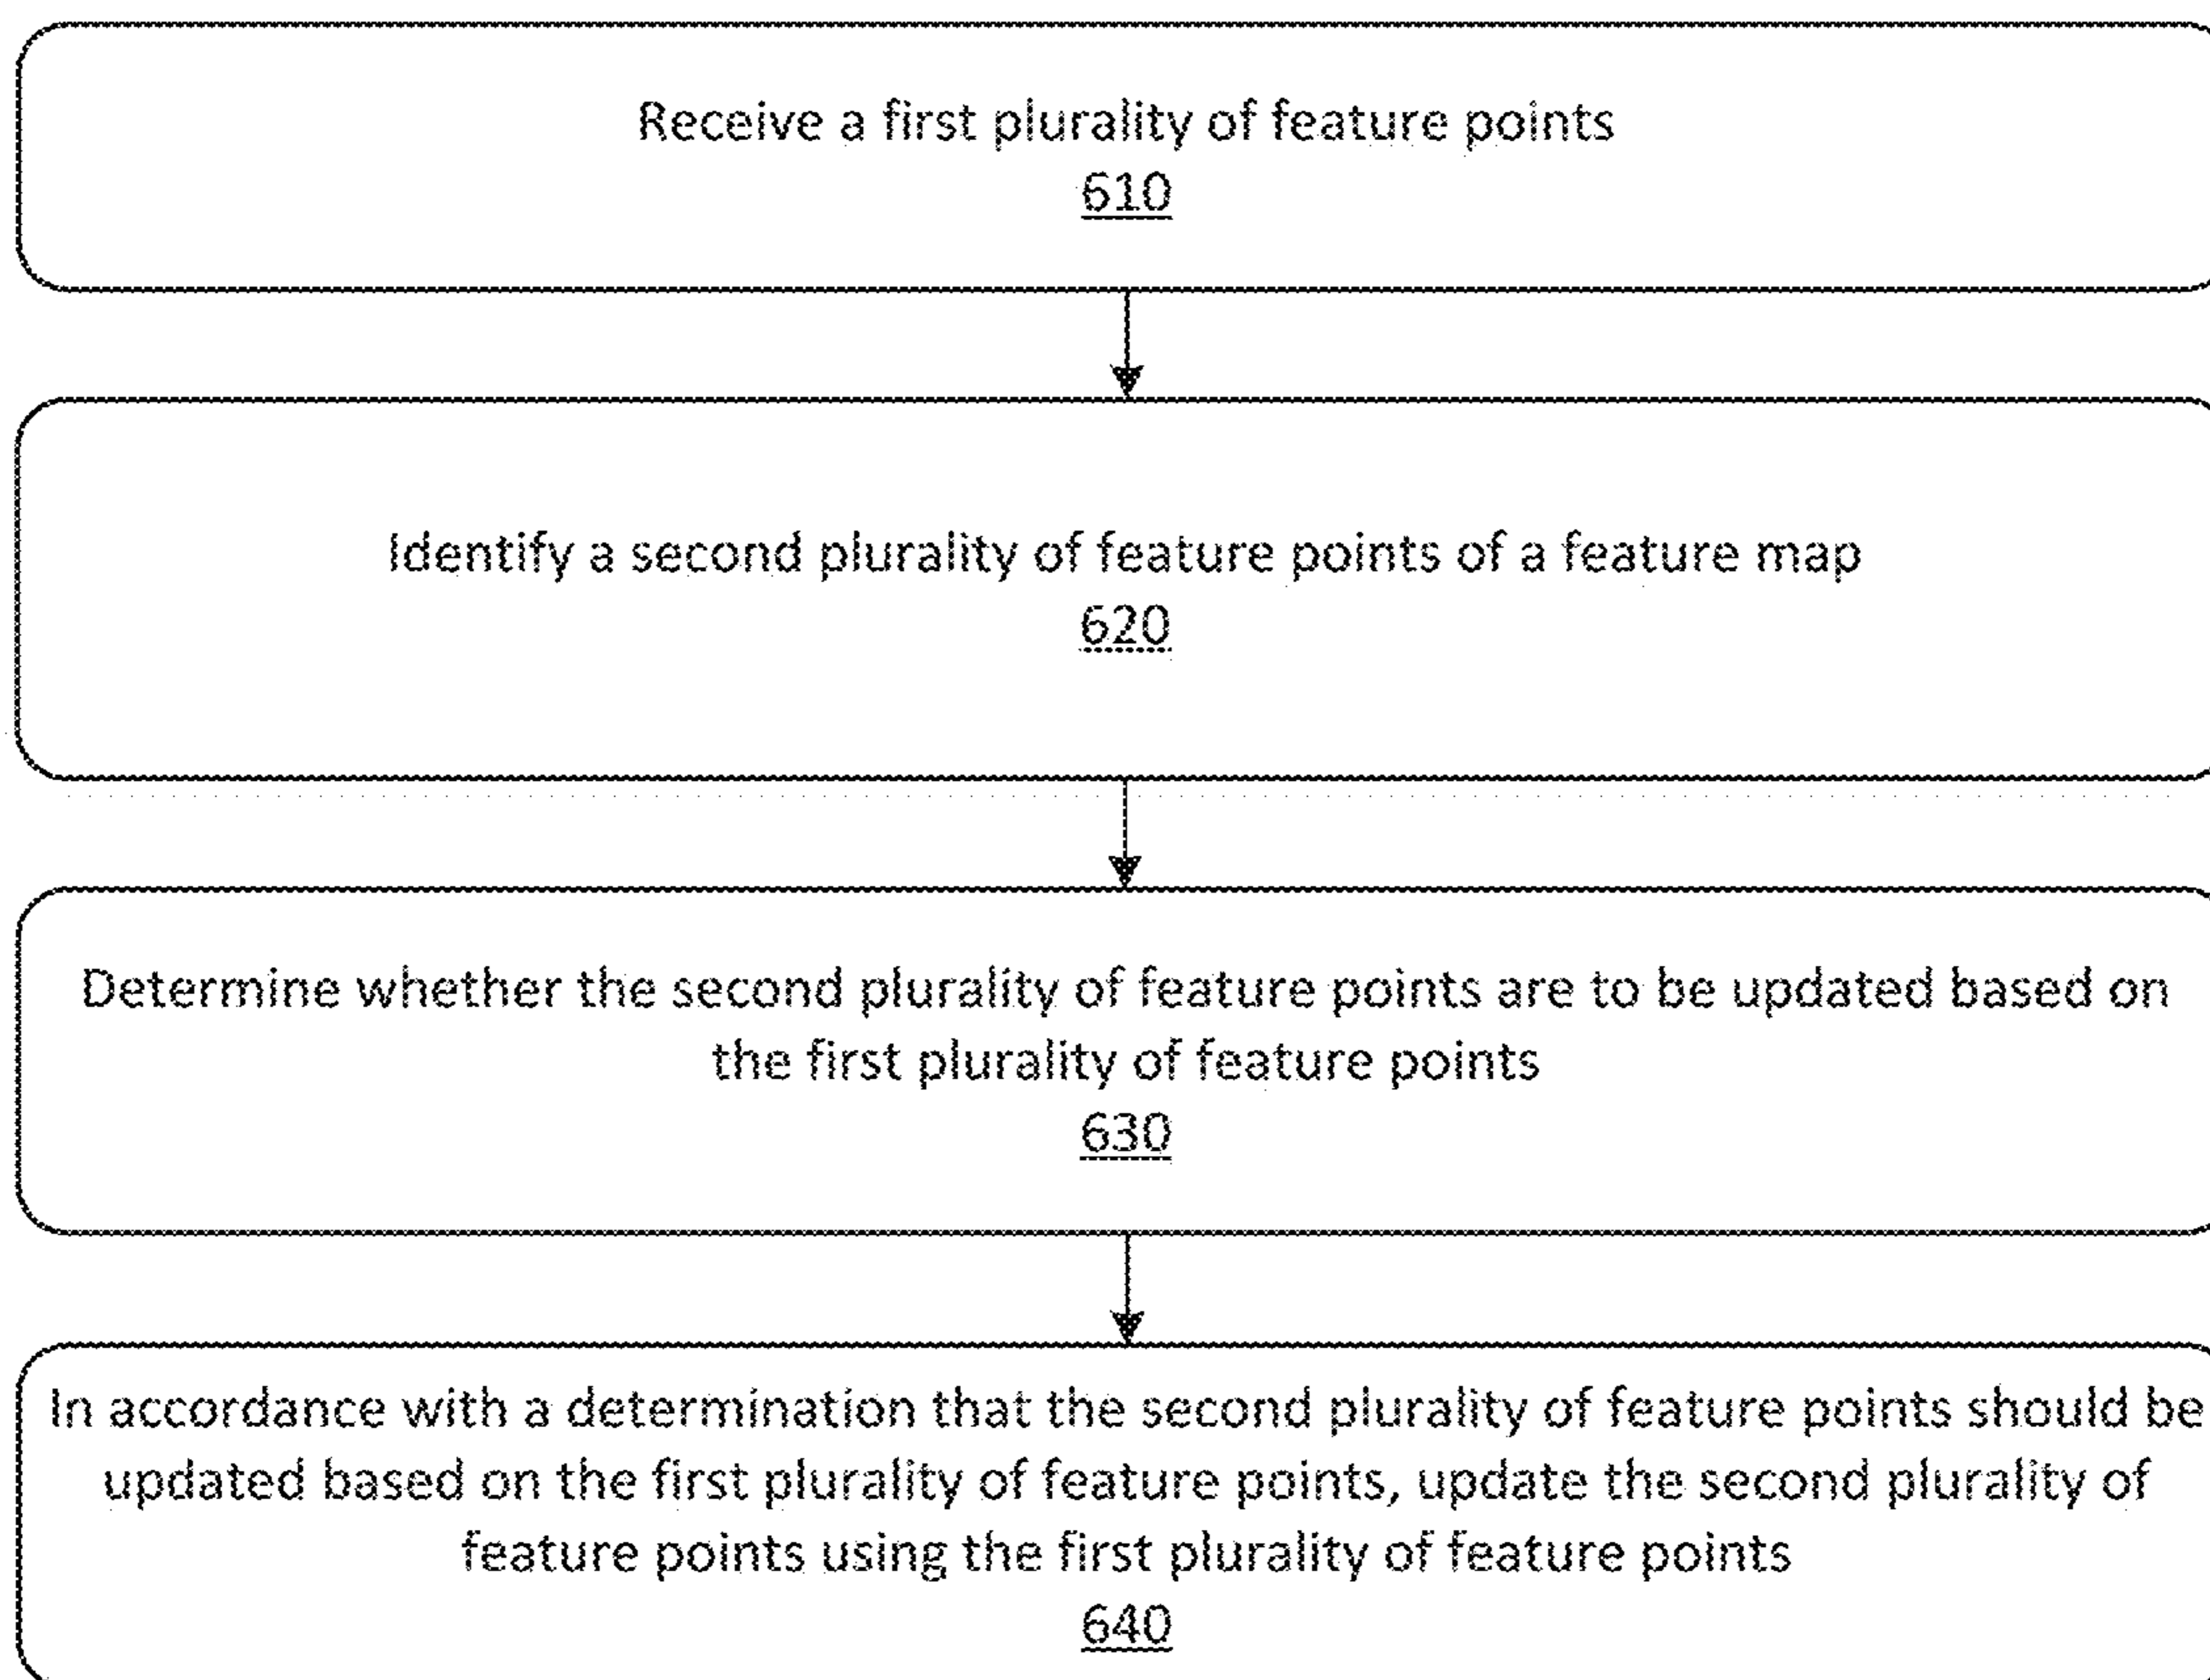 Receive a first plurality of feature points
610
Identify a second plurality of feature points of a feature map
620
Determine whether the second plurality of feature points are to be updated based on
the first plurality of feature points
630
In accordance with a determination that the second plurality of feature points should be
updated based on the first plurality of feature points, update the second plurality of
feature points using the first plurality of feature points
640